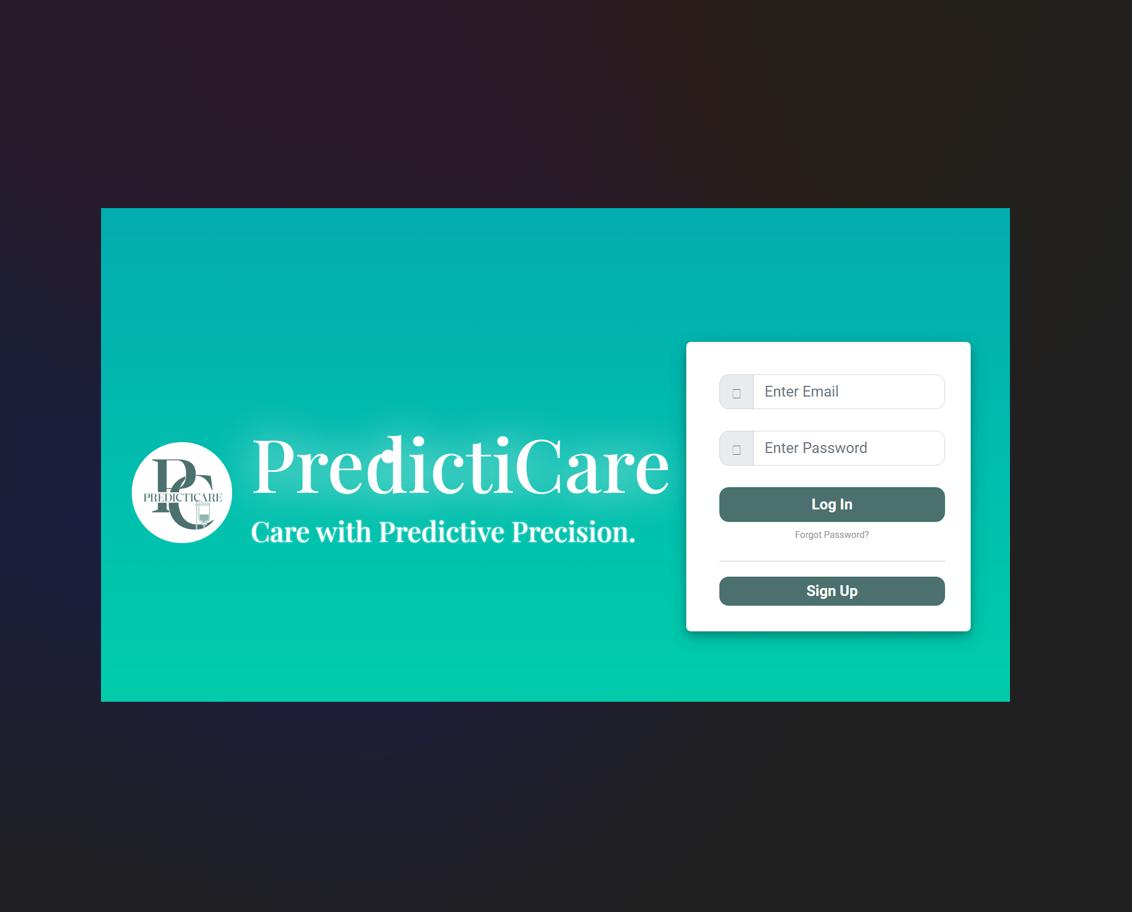 PredictiCare
Care with Predictive Precision.
PC
PREDICTICARE
Enter Email
Enter Password
Log In
Forgot Password?
Sign Up